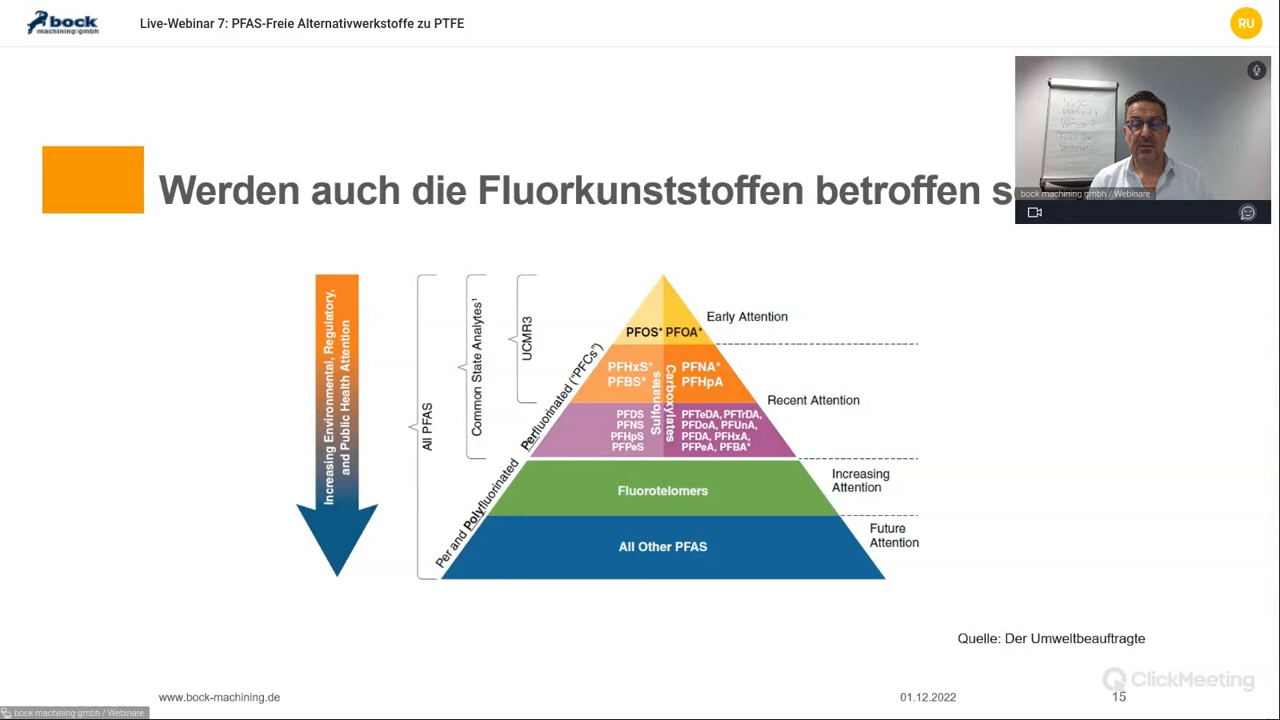 bock
machining gmbh
Live-Webinar 7: PFAS-Freie Alternativwerkstoffe zu PTFE
RU
bock machining gmbh / Webinare
Werden auch die Fluorkunststoffen betroffen s
Increasing Environmental, Regulatory,
and Public Health Attention
All PFAS
Common State Analytes¹
UCMR3
Perfluorinated ("PFCs")
Per and Polyfluorinated
PFOS* PFOA*
Early Attention
PFHxS*
PFBS*
Sulfonates
Carboxylates
PFNA*
PFHpA
Recent Attention
PFDS
PFNS
PFHpS
PFPeS
PFTeDA, PFTrDA,
PFDoA, PFUnA,
PFDA, PFHxA,
PFPeA, PFBA*
Fluorotelomers
Increasing
Attention
All Other PFAS
Future
Attention
Quelle: Der Umweltbeauftragte
ClickMeeting
www.bock-machining.de
01.12.2022
15
bock machining gmbh / Webinare